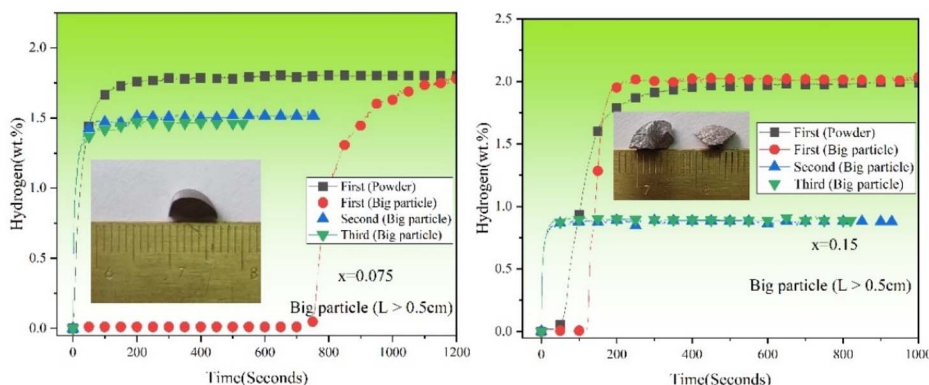 Hydrogen(wt.%)
2.0
1.5
1.0
0.5
0.0
6 7 8
First (Powder)
First (Big particle)
Second (Big particle)
Third (Big particle)
x=0.075
Big particle (L > 0.5cm)
0 200 400 600 800 1000 1200
Time(Seconds)
Hydrogen(wt.%)
2.5
2.0
1.5
1.0
0.5
0.0
7
First (Powder)
First (Big particle)
Second (Big particle)
Third (Big particle)
x=0.15
Big particle (L > 0.5cm)
0 200 400 600 800 1000
Time(Seconds)